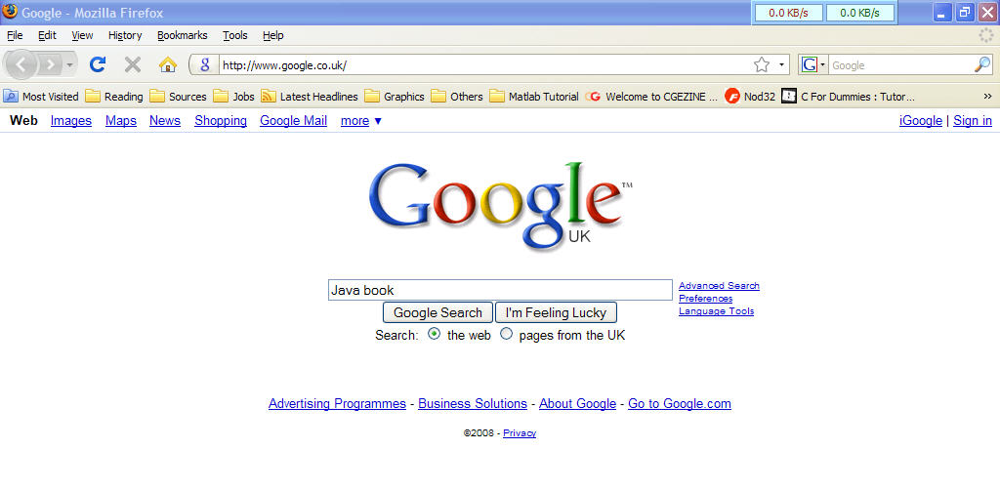 Google - Mozilla Firefox
0.0 KB/s 0.0 KB/s
File Edit View History Bookmarks Tools Help
g http://www.google.co.uk/ G Google
Most Visited Reading Sources Jobs Latest Headlines Graphics Others Matlab Tutorial CG Welcome to CGEZINE ... Nod32 C For Dummies : Tutor... »
Web Images Maps News Shopping Google Mail more ▼ iGoogle | Sign in
Google™
UK
Java book
Advanced Search
Preferences
Language Tools
Google Search I'm Feeling Lucky
Search: the web pages from the UK
Advertising Programmes - Business Solutions - About Google - Go to Google.com
©2008 - Privacy